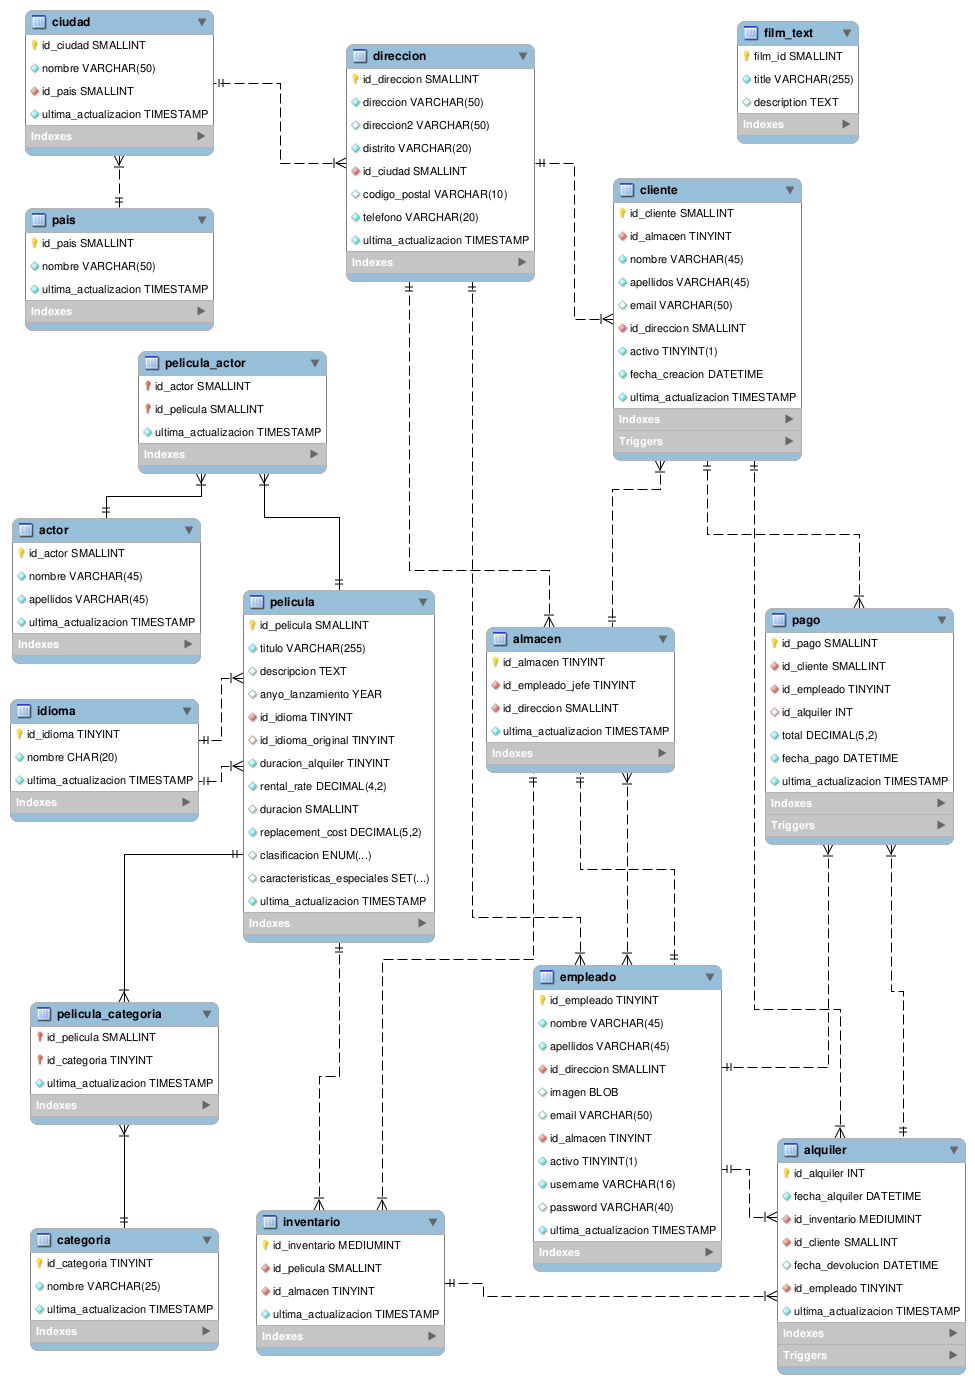 ciudad
id_ciudad SMALLINT
nombre VARCHAR(50)
id_pais SMALLINT
ultima_actualizacion TIMESTAMP
Indexes
pais
id_pais SMALLINT
nombre VARCHAR(50)
ultima_actualizacion TIMESTAMP
Indexes
direccion
id_direccion SMALLINT
direccion VARCHAR(50)
direccion2 VARCHAR(50)
distrito VARCHAR(20)
id_ciudad SMALLINT
codigo_postal VARCHAR(10)
telefono VARCHAR(20)
ultima_actualizacion TIMESTAMP
Indexes
film_text
film_id SMALLINT
title VARCHAR(255)
description TEXT
Indexes
cliente
id_cliente SMALLINT
id_almacen TINYINT
nombre VARCHAR(45)
apellidos VARCHAR(45)
email VARCHAR(50)
id_direccion SMALLINT
activo TINYINT(1)
fecha_creacion DATETIME
ultima_actualizacion TIMESTAMP
Indexes
Triggers
pelicula_actor
id_actor SMALLINT
id_pelicula SMALLINT
ultima_actualizacion TIMESTAMP
Indexes
actor
id_actor SMALLINT
nombre VARCHAR(45)
apellidos VARCHAR(45)
ultima_actualizacion TIMESTAMP
Indexes
pelicula
id_pelicula SMALLINT
titulo VARCHAR(255)
descripcion TEXT
anyo_lanzamiento YEAR
id_idioma TINYINT
id_idioma_original TINYINT
duracion_alquiler TINYINT
rental_rate DECIMAL(4,2)
duracion SMALLINT
replacement_cost DECIMAL(5,2)
clasificacion ENUM(...)
caracteristicas_especiales SET(...)
ultima_actualizacion TIMESTAMP
Indexes
idioma
id_idioma TINYINT
nombre CHAR(20)
ultima_actualizacion TIMESTAMP
Indexes
almacen
id_almacen TINYINT
id_empleado_jefe TINYINT
id_direccion SMALLINT
ultima_actualizacion TIMESTAMP
Indexes
pago
id_pago SMALLINT
id_cliente SMALLINT
id_empleado TINYINT
id_alquiler INT
total DECIMAL(5,2)
fecha_pago DATETIME
ultima_actualizacion TIMESTAMP
Indexes
Triggers
pelicula_categoria
id_pelicula SMALLINT
id_categoria TINYINT
ultima_actualizacion TIMESTAMP
Indexes
empleado
id_empleado TINYINT
nombre VARCHAR(45)
apellidos VARCHAR(45)
id_direccion SMALLINT
imagen BLOB
email VARCHAR(50)
id_almacen TINYINT
activo TINYINT(1)
username VARCHAR(16)
password VARCHAR(40)
ultima_actualizacion TIMESTAMP
Indexes
alquiler
id_alquiler INT
fecha_alquiler DATETIME
id_inventario MEDIUMINT
id_cliente SMALLINT
fecha_devolucion DATETIME
id_empleado TINYINT
ultima_actualizacion TIMESTAMP
Indexes
Triggers
categoria
id_categoria TINYINT
nombre VARCHAR(25)
ultima_actualizacion TIMESTAMP
Indexes
inventario
id_inventario MEDIUMINT
id_pelicula SMALLINT
id_almacen TINYINT
ultima_actualizacion TIMESTAMP
Indexes